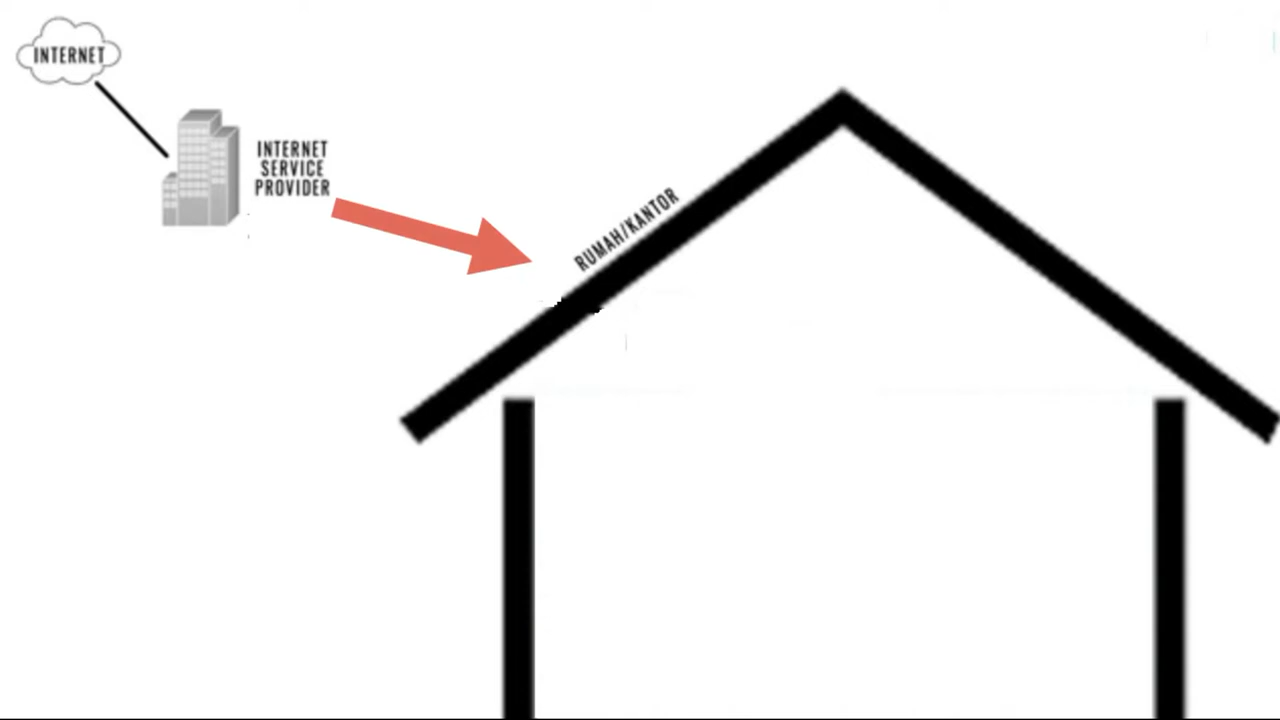 INTERNET
INTERNET
SERVICE
PROVIDER
RUMAH/KANTOR